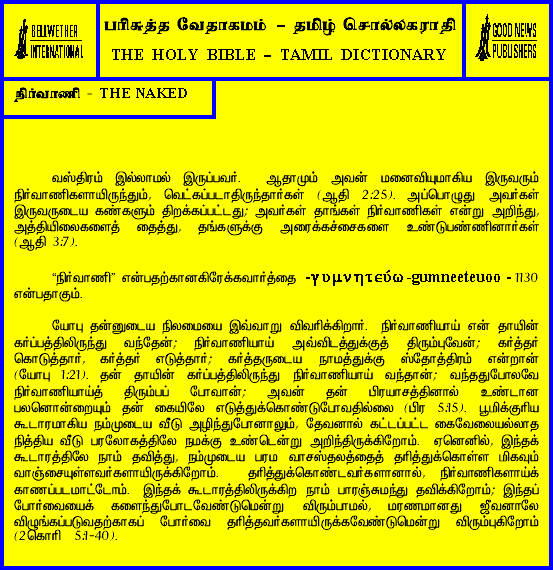 BELLWETHER
INTERNATIONAL
பரிசுத்த வேதாகமம் - தமிழ் சொல்லகராதி
THE HOLY BIBLE - TAMIL DICTIONARY
GOOD NEWS
PUBLISHERS
நிர்வாணி - THE NAKED
வஸ்திரம் இல்லாமல் இருப்பவர். ஆதாமும் அவன் மனைவியுமாகிய இருவரும்
நிர்வாணிகளாயிருந்தும், வெட்கப்படாதிருந்தார்கள் (ஆதி 2:25). அப்பொழுது அவர்கள்
இருவருடைய கண்களும் திறக்கப்பட்டது; அவர்கள் தாங்கள் நிர்வாணிகள் என்று அறிந்து,
அத்தியிலைகளைத் தைத்து, தங்களுக்கு அரைக்கச்சைகளை உண்டுபண்ணினார்கள்
(ஆதி 3:7).
“நிர்வாணி” என்பதற்கானகிரேக்கவார்த்தை -γυμνητεύω -gumneeteuoo - 1130
என்பதாகும்.
யோபு தன்னுடைய நிலமையை இவ்வாறு விவரிக்கிறார். நிர்வாணியாய் என் தாயின்
கர்ப்பத்திலிருந்து வந்தேன்; நிர்வாணியாய் அவ்விடத்துக்குத் திரும்புவேன்; கர்த்தர்
கொடுத்தார், கர்த்தர் எடுத்தார்; கர்த்தருடைய நாமத்துக்கு ஸ்தோத்திரம் என்றான்
(யோபு 1:21). தன் தாயின் கர்ப்பத்திலிருந்து நிர்வாணியாய் வந்தான்; வந்ததுபோலவே
நிர்வாணியாய்த் திரும்பப் போவான்; அவன் தன் பிரயாசத்தினால் உண்டான
பலனொன்றையும் தன் கையிலே எடுத்துக்கொண்டுபோவதில்லை (பிர 5:15). பூமிக்குரிய
கூடாரமாகிய நம்முடைய வீடு அழிந்துபோனாலும், தேவனால் கட்டப்பட்ட கைவேலையல்லாத
நித்திய வீடு பரலோகத்திலே நமக்கு உண்டென்று அறிந்திருக்கிறோம். ஏனெனில், இந்தக்
கூடாரத்திலே நாம் தவித்து, நம்முடைய பரம வாசஸ்தலத்தைத் தரித்துக்கொள்ள மிகவும்
வாஞ்சையுள்ளவர்களாயிருக்கிறோம். தரித்துக்கொண்டவர்களானால், நிர்வாணிகளாய்க்
காணப்படமாட்டோம். இந்தக் கூடாரத்திலிருக்கிற நாம் பாரஞ்சுமந்து தவிக்கிறோம்; இந்தப்
போர்வையைக் களைந்துபோடவேண்டுமென்று விரும்பாமல், மரணமானது ஜீவனாலே
விழுங்கப்படுவதற்காகப் போர்வை தரித்தவர்களாயிருக்கவேண்டுமென்று விரும்புகிறோம்
(2கொரி 5:1-40).